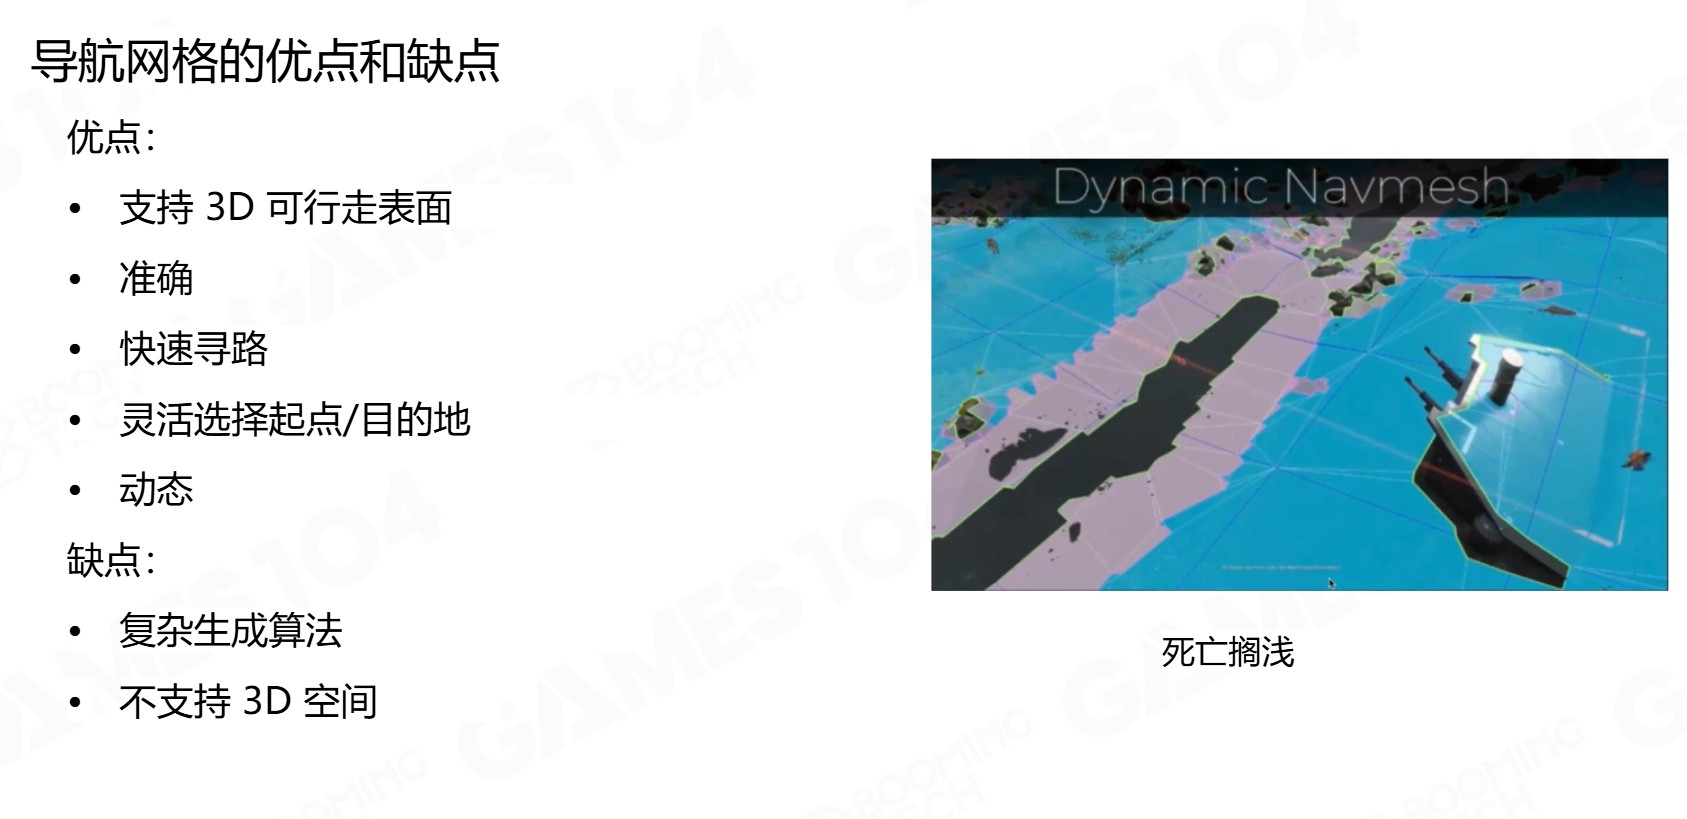 导航网格的优点和缺点
优点：
• 支持 3D 可行走表面
• 准确
• 快速寻路
• 灵活选择起点/目的地
• 动态
缺点：
• 复杂生成算法
• 不支持 3D 空间
Dynamic Navmesh
死亡搁浅
GAMES104
BOOMING TECH